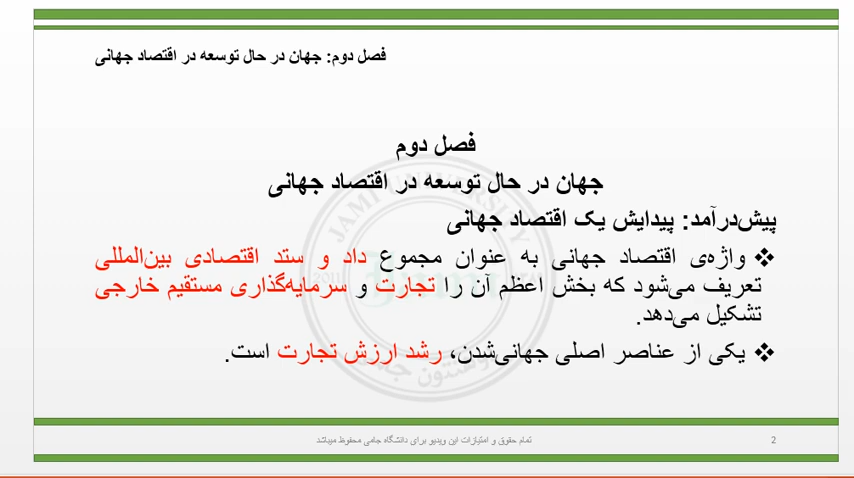 فصل دوم: جهان در حال توسعه در اقتصاد جهانی
فصل دوم
جهان در حال توسعه در اقتصاد جهانی
پیش‌درآمد: پیدایش یک اقتصاد جهانی
❖ واژه‌ی اقتصاد جهانی به عنوان مجموع داد و ستد اقتصادی بین‌المللی
تعریف می‌شود که بخش اعظم آن را تجارت و سرمایه‌گذاری مستقیم خارجی
تشکیل می‌دهد.
❖ یکی از عناصر اصلی جهانی‌شدن، رشد ارزش تجارت است.
JAMI UNIVERSITY
تمام حقوق و امتیازات این ویدیو برای دانشگاه جامی محفوظ میباشد
2